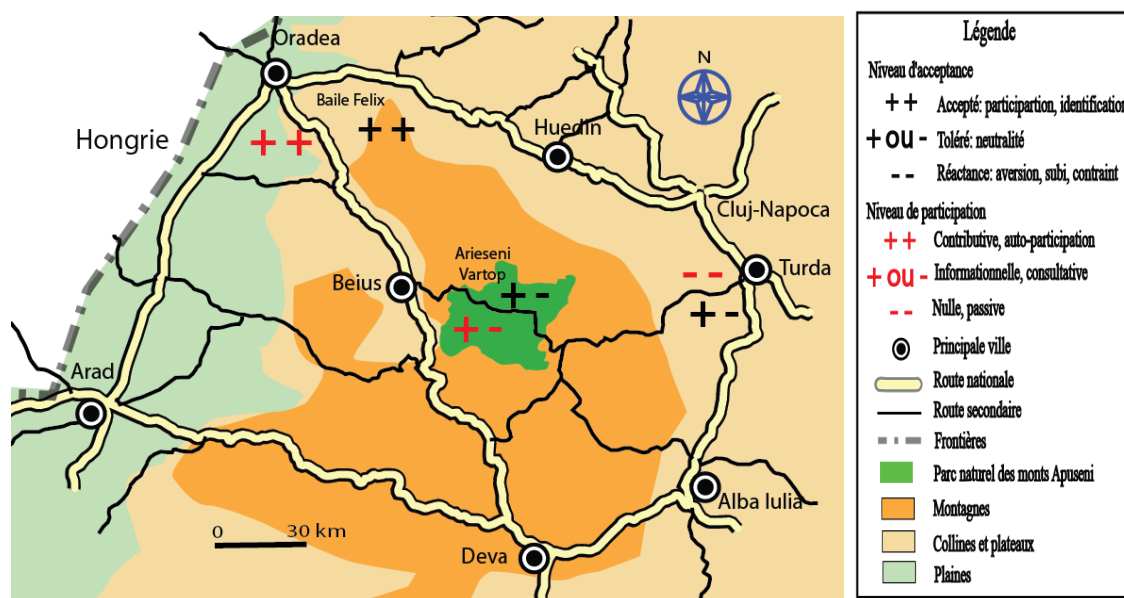 Oradea
Baile Felix
+ +
+ +
Hongrie
Huedin
N
Cluj-Napoca
Arieseni
Vartop
Beius
+ -
+ -
- -
Turda
+ -
Arad
0 30 km
Alba Iulia
Deva
Légende
Niveau d'acceptance
+ + Accepté: participartion, identification
+ ou - Toléré: neutralité
- - Réactance: aversion, subi, contraint
Niveau de participation
+ + Contributive, auto-participation
+ ou - Informationnelle, consultative
- - Nulle, passive
Principale ville
Route nationale
Route secondaire
Frontières
Parc naturel des monts Apuseni
Montagnes
Collines et plateaux
Plaines